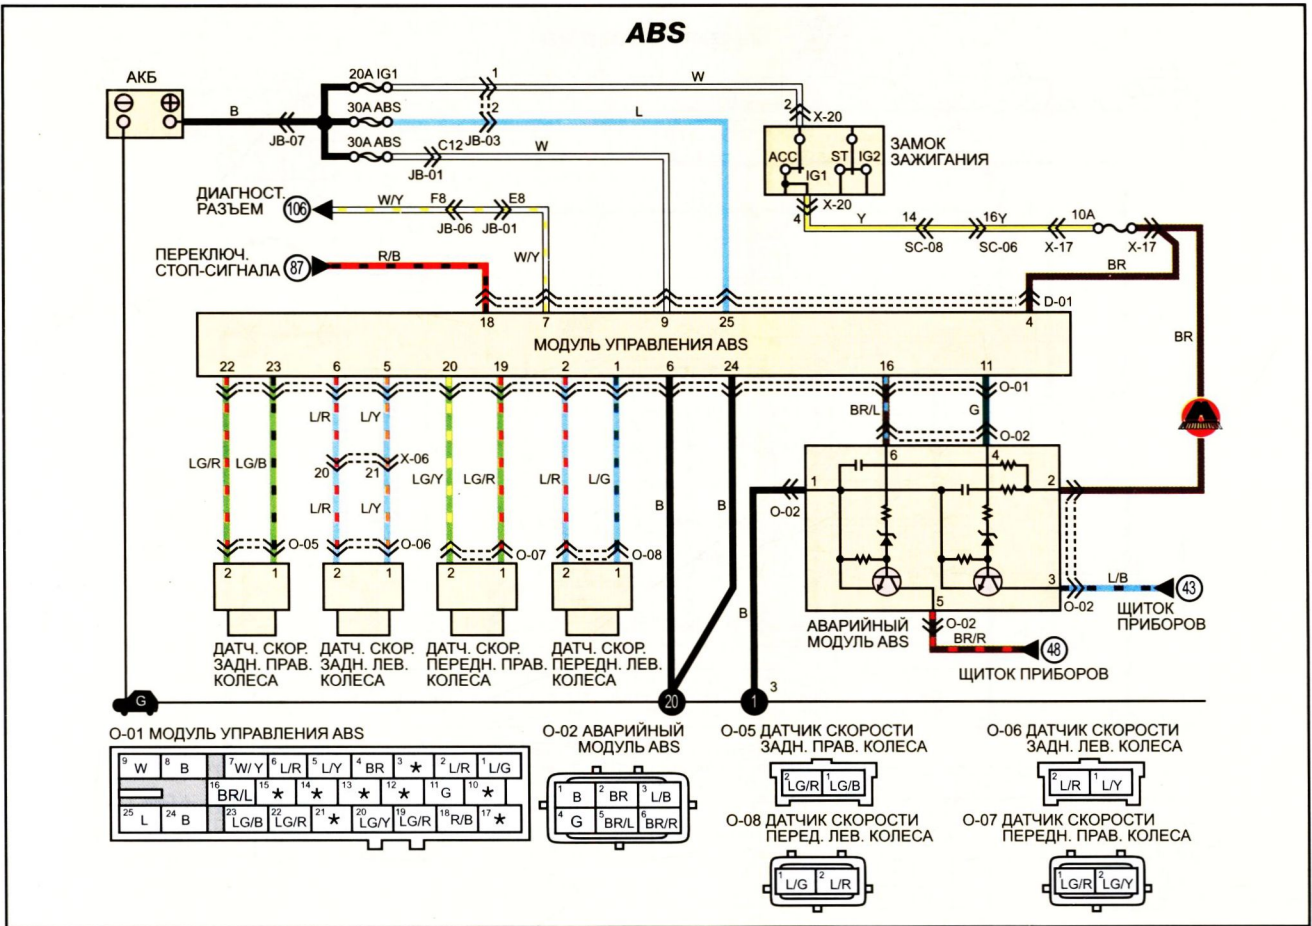 ABS
АКБ
20A IG1
1
W
30A ABS
2
L
B
JB-07
30A ABS
C12
JB-03
W
JB-01
2
X-20
ЗАМОК
ЗАЖИГАНИЯ
ACC
ST
IG2
IG1
4
X-20
ДИАГНОСТ.
РАЗЪЕМ
106
W/Y
F8
E8
JB-06
JB-01
W/Y
Y
14
16
Y
10A
SC-08
SC-06
X-17
X-17
ПЕРЕКЛЮЧ.
СТОП-СИГНАЛА
87
R/B
BR
D-01
BR
18
7
9
25
4
МОДУЛЬ УПРАВЛЕНИЯ ABS
22
23
6
5
20
19
2
1
6
24
16
11
O-01
L/R
L/Y
BR/L
G
O-02
LG/R
LG/B
20
21
X-06
LG/Y
LG/R
L/R
L/G
L/R
L/Y
B
B
6
4
1
2
O-02
O-05
O-06
O-07
O-08
2
1
2
1
2
1
2
1
3
L/B
43
O-02
ЩИТОК
ПРИБОРОВ
B
5
O-02
BR/R
48
ЩИТОК ПРИБОРОВ
АВАРИЙНЫЙ
МОДУЛЬ ABS
ДАТЧ. СКОР.
ЗАДН. ПРАВ.
КОЛЕСА
ДАТЧ. СКОР.
ЗАДН. ЛЕВ.
КОЛЕСА
ДАТЧ. СКОР.
ПЕРЕДН. ПРАВ.
КОЛЕСА
ДАТЧ. СКОР.
ПЕРЕДН. ЛЕВ.
КОЛЕСА
G
20
1
3
O-01 МОДУЛЬ УПРАВЛЕНИЯ ABS
9 W
8 B
7 W/Y
6 L/R
5 L/Y
4 BR
3 *
2 L/R
1 L/G
16 BR/L
15 *
14 *
13 *
12 *
11 G
10 *
25 L
24 B
23 LG/B
22 LG/R
21 *
20 LG/Y
19 LG/R
18 R/B
17 *
O-02 АВАРИЙНЫЙ
МОДУЛЬ ABS
1 B
2 BR
3 L/B
4 G
5 BR/L
6 BR/R
O-05 ДАТЧИК СКОРОСТИ
ЗАДН. ПРАВ. КОЛЕСА
2 LG/R
1 LG/B
O-06 ДАТЧИК СКОРОСТИ
ЗАДН. ЛЕВ. КОЛЕСА
2 L/R
1 L/Y
O-08 ДАТЧИК СКОРОСТИ
ПЕРЕД. ЛЕВ. КОЛЕСА
1 L/G
2 L/R
O-07 ДАТЧИК СКОРОСТИ
ПЕРЕДН. ПРАВ. КОЛЕСА
1 LG/R
2 LG/Y